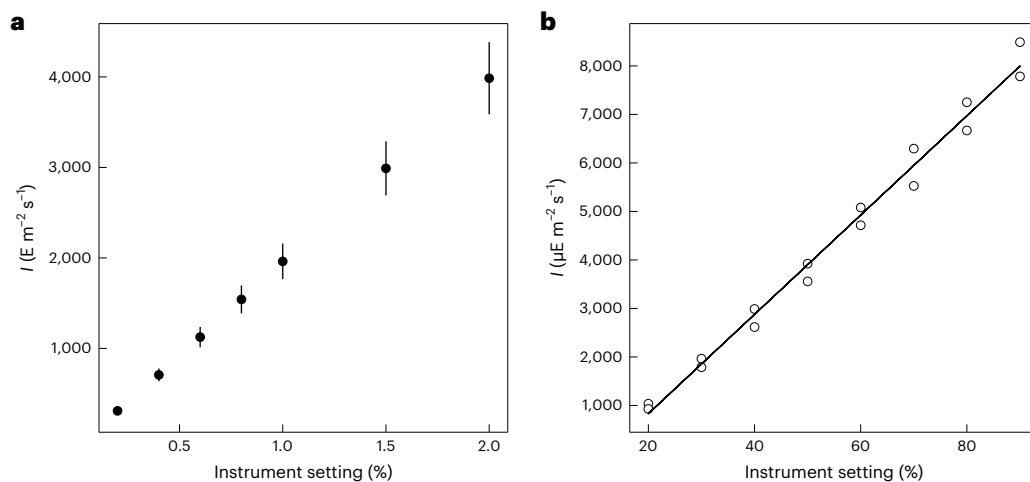 a
4,000
3,000
2,000
1,000
I (E m⁻² s⁻¹)
0.5 1.0 1.5 2.0
Instrument setting (%)
b
8,000
7,000
6,000
5,000
4,000
3,000
2,000
1,000
I (µE m⁻² s⁻¹)
20 40 60 80
Instrument setting (%)